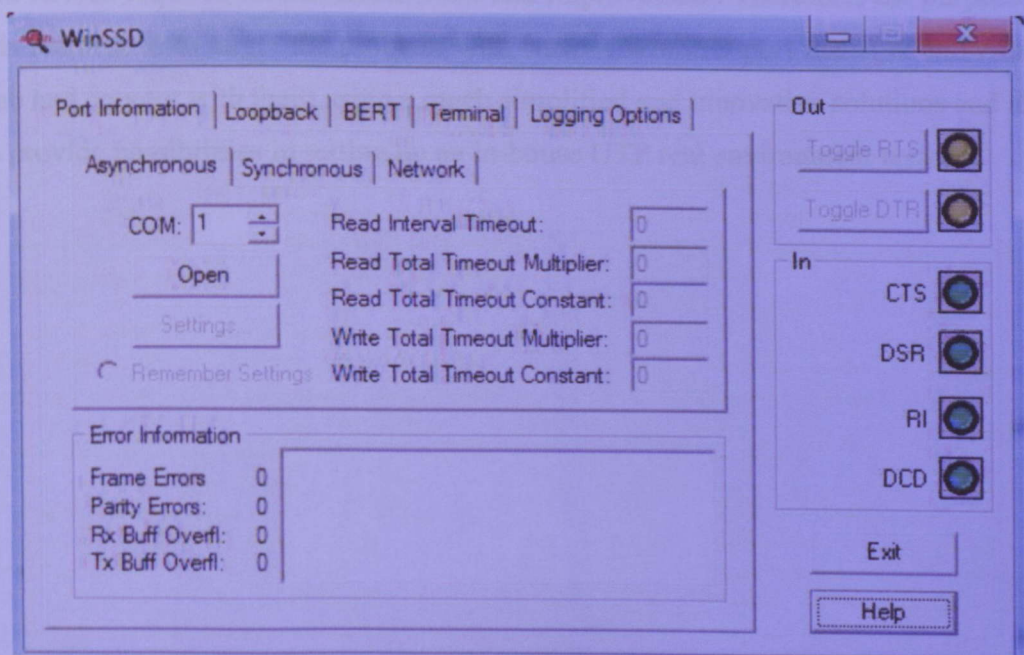 WinSSD
Port Information Loopback BERT Terminal Logging Options
Asynchronous Synchronous Network
COM: 1
Open
Settings...
Remember Settings
Read Interval Timeout: 0
Read Total Timeout Multiplier: 0
Read Total Timeout Constant: 0
Write Total Timeout Multiplier: 0
Write Total Timeout Constant: 0
Error Information
Frame Errors 0
Parity Errors: 0
Rx Buff Overfl: 0
Tx Buff Overfl: 0
Out
Toggle RTS
Toggle DTR
In
CTS
DSR
RI
DCD
Exit
Help